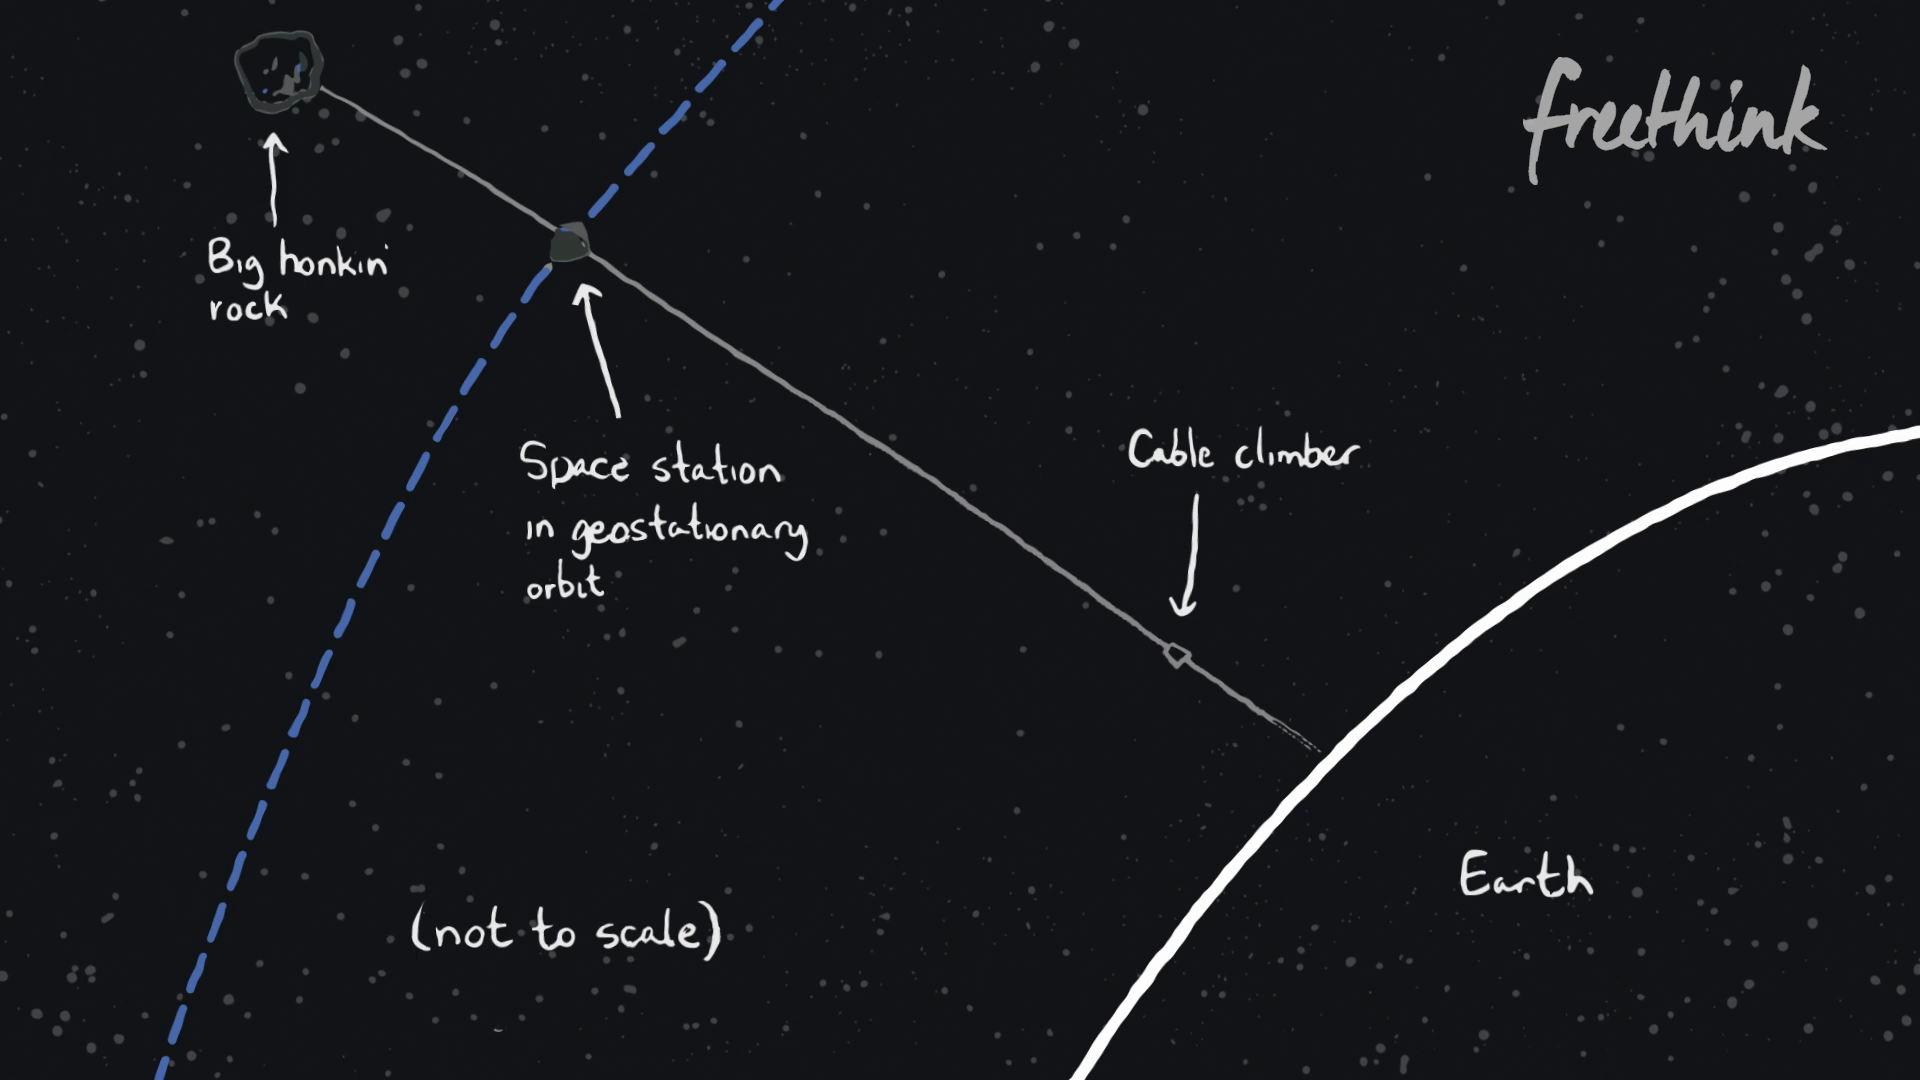 freethink
Big honkin'
rock
Space station
in geostationary
orbit
Cable climber
Earth
(not to scale)